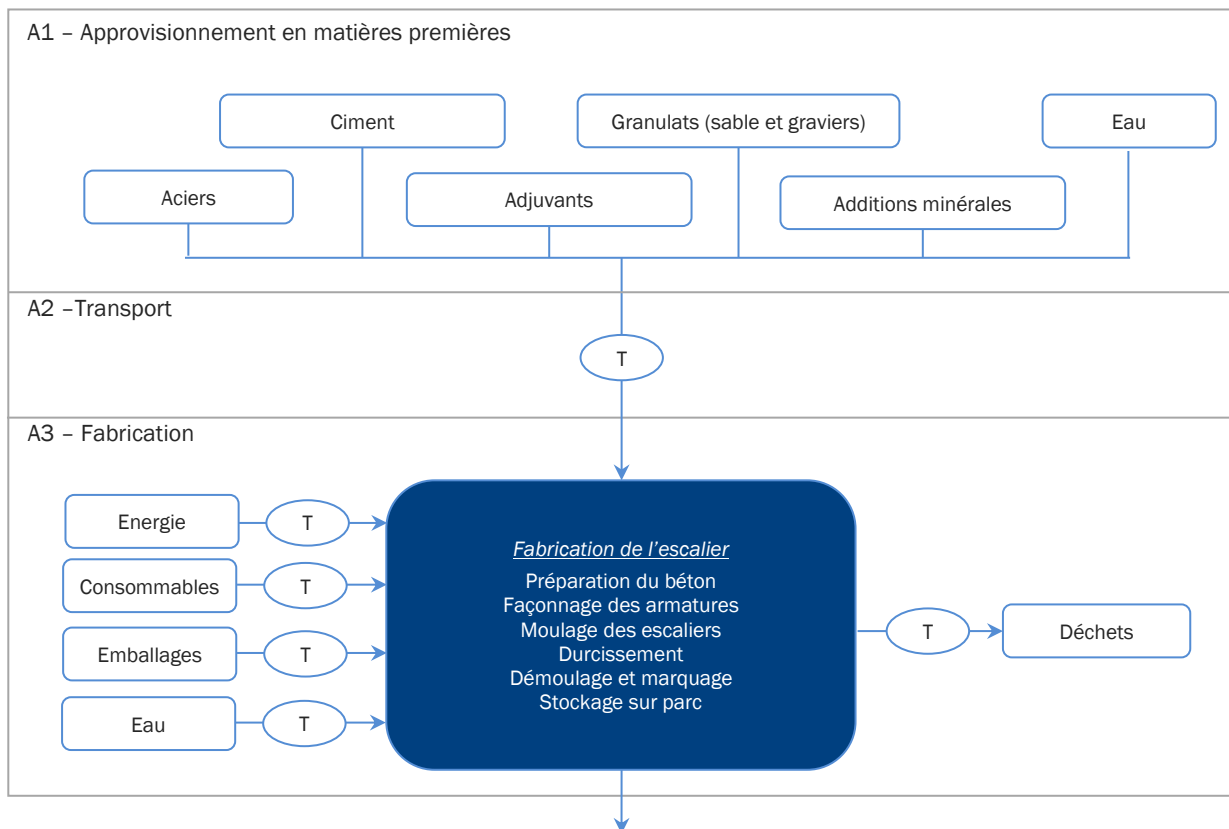 A1 – Approvisionnement en matières premières
Ciment
Granulats (sable et graviers)
Eau
Aciers
Adjuvants
Additions minérales
A2 –Transport
T
A3 – Fabrication
Energie
T
Consommables
T
Emballages
T
Eau
T
Fabrication de l’escalier
Préparation du béton
Façonnage des armatures
Moulage des escaliers
Durcissement
Démoulage et marquage
Stockage sur parc
T
Déchets